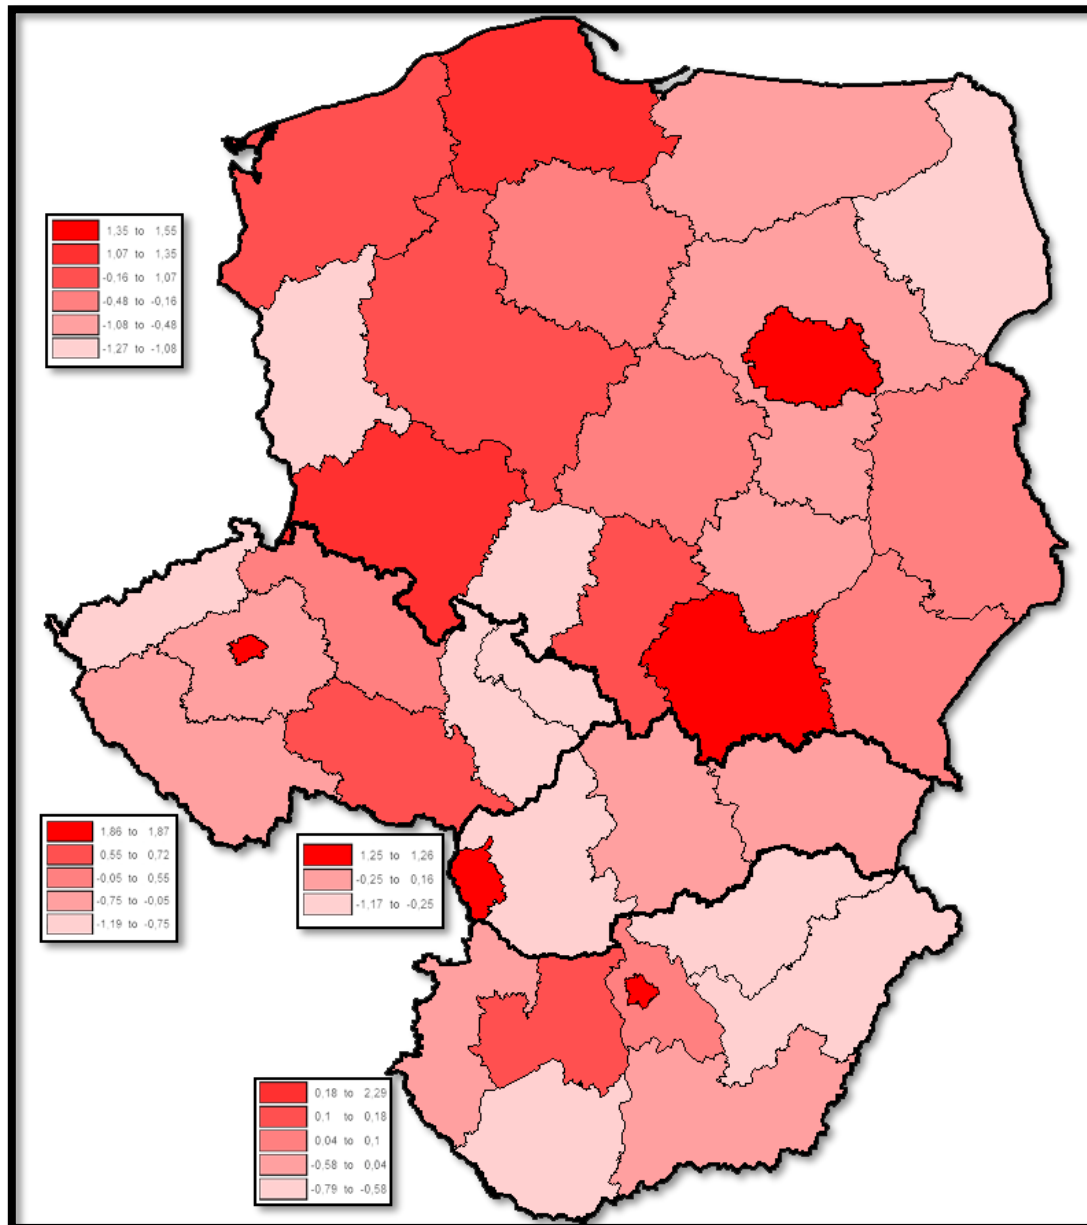 1,35 to 1,55
1,07 to 1,35
-0,16 to 1,07
-0,48 to -0,16
-1,08 to -0,48
-1,27 to -1,08
1,86 to 1,87
0,55 to 0,72
-0,05 to 0,55
-0,75 to -0,05
-1,19 to -0,75
1,25 to 1,26
-0,25 to 0,16
-1,17 to -0,25
0,18 to 2,29
0,1 to 0,18
0,04 to 0,1
-0,58 to 0,04
-0,79 to -0,58